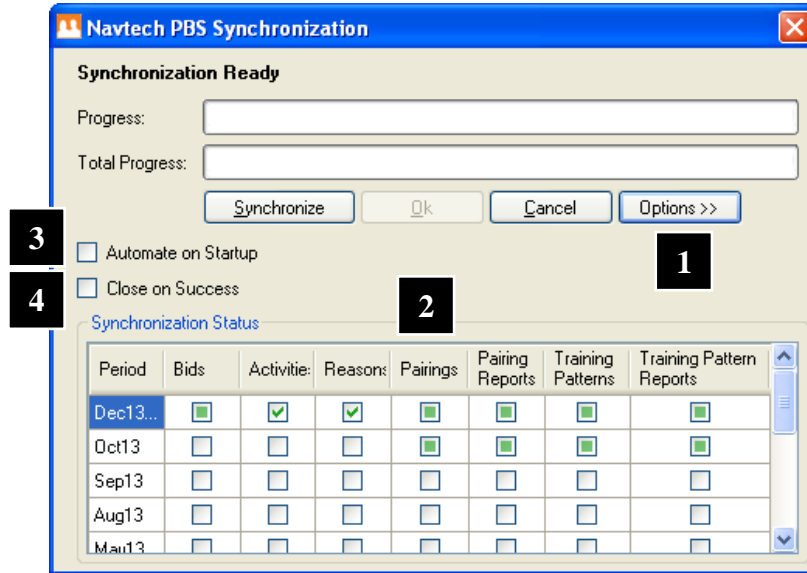 Navtech PBS Synchronization
Synchronization Ready
Progress:
Total Progress:
Synchronize Ok Cancel Options >>
3 Automate on Startup 1
4 Close on Success 2
Synchronization Status
Period Bids Activitie: Reasons Pairings Pairing Reports Training Patterns Training Pattern Reports
Dec13...
Oct13
Sep13
Aug13
May13